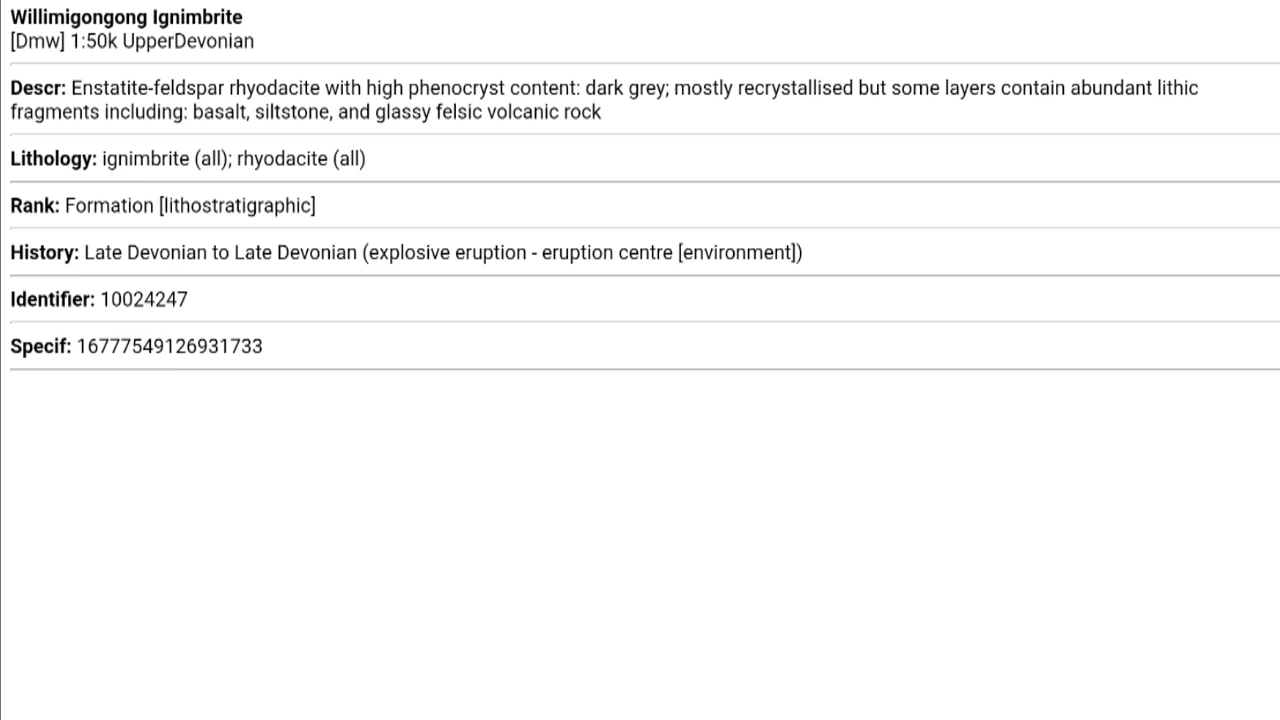 Willimigongong Ignimbrite
[Dmw] 1:50k UpperDevonian
Descr: Enstatite-feldspar rhyodacite with high phenocryst content: dark grey; mostly recrystallised but some layers contain abundant lithic
fragments including: basalt, siltstone, and glassy felsic volcanic rock
Lithology: ignimbrite (all); rhyodacite (all)
Rank: Formation [lithostratigraphic]
History: Late Devonian to Late Devonian (explosive eruption - eruption centre [environment])
Identifier: 10024247
Specif: 16777549126931733